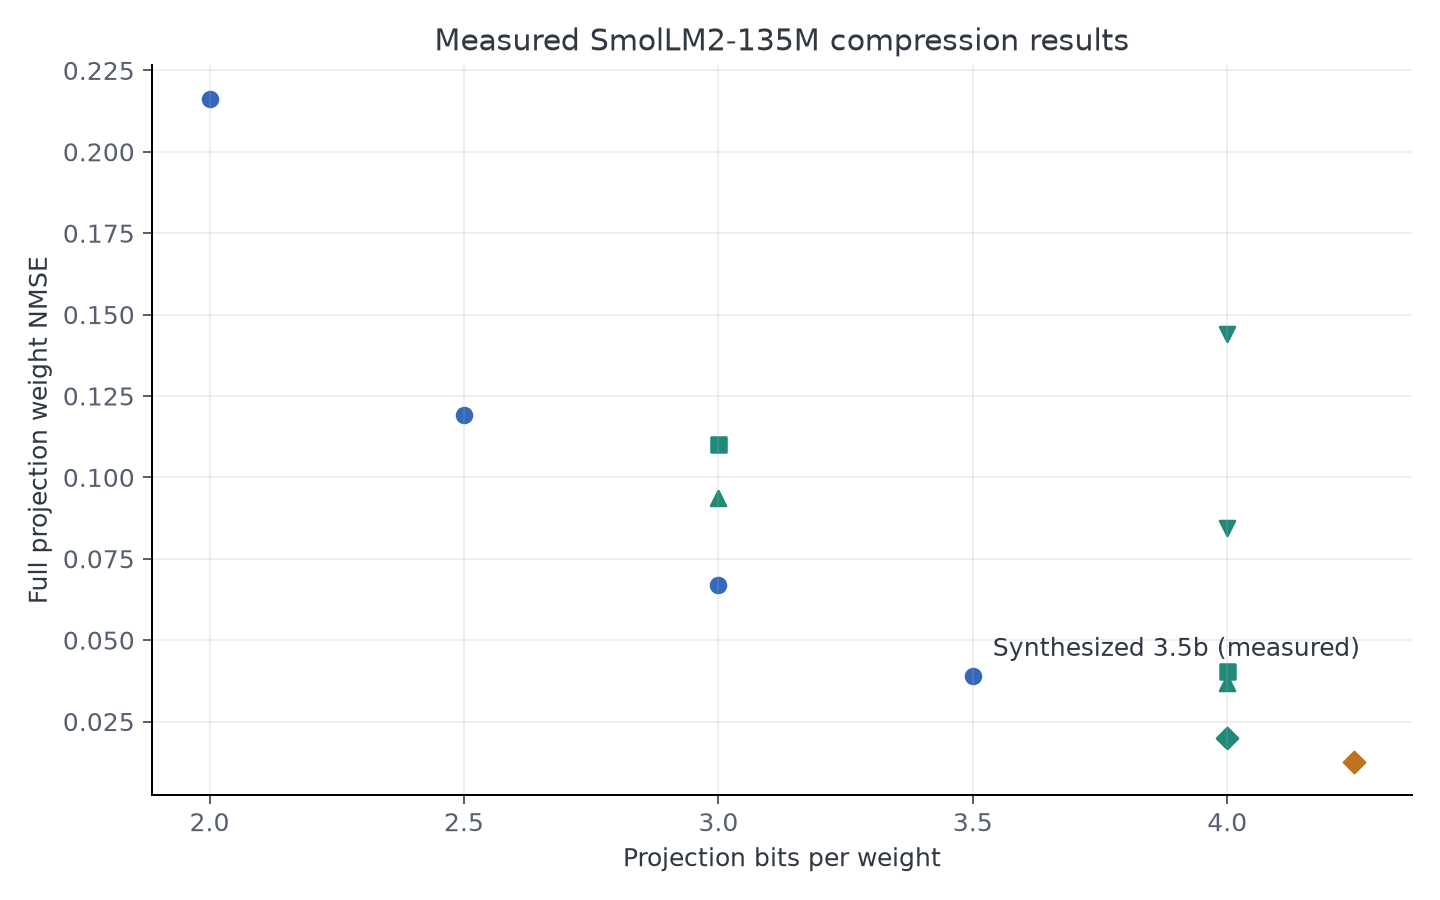 Measured SmolLM2-135M compression results
Full projection weight NMSE
0.225
0.200
0.175
0.150
0.125
0.100
0.075
0.050
0.025
Synthesized 3.5b (measured)
2.0 2.5 3.0 3.5 4.0
Projection bits per weight